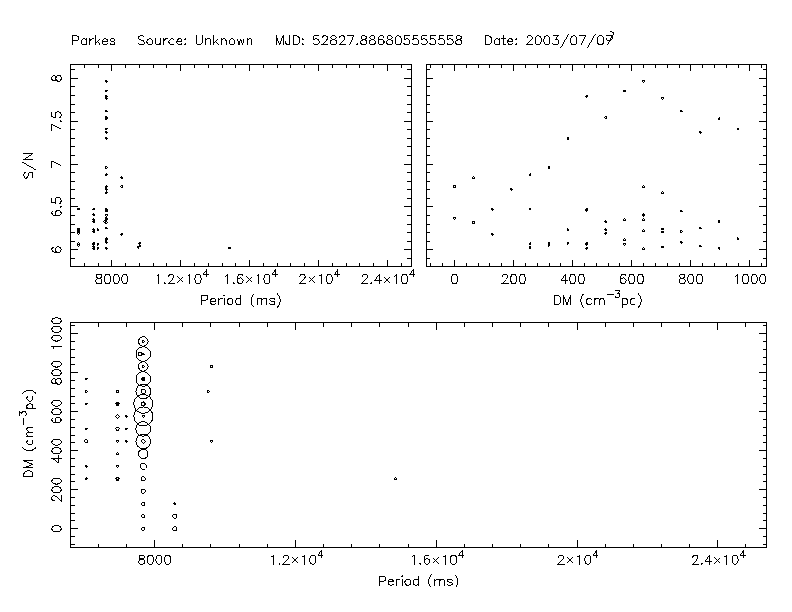 Parkes Source: Unknown MJD: 52827.886805555558 Date: 2003/07/07
S/N
8
7.5
7
6.5
6
8000 1.2×10⁴ 1.6×10⁴ 2×10⁴ 2.4×10⁴
Period (ms)
0 200 400 600 800 1000
DM (cm⁻³pc)
DM (cm⁻³pc)
1000
800
600
400
200
0
8000 1.2×10⁴ 1.6×10⁴ 2×10⁴ 2.4×10⁴
Period (ms)